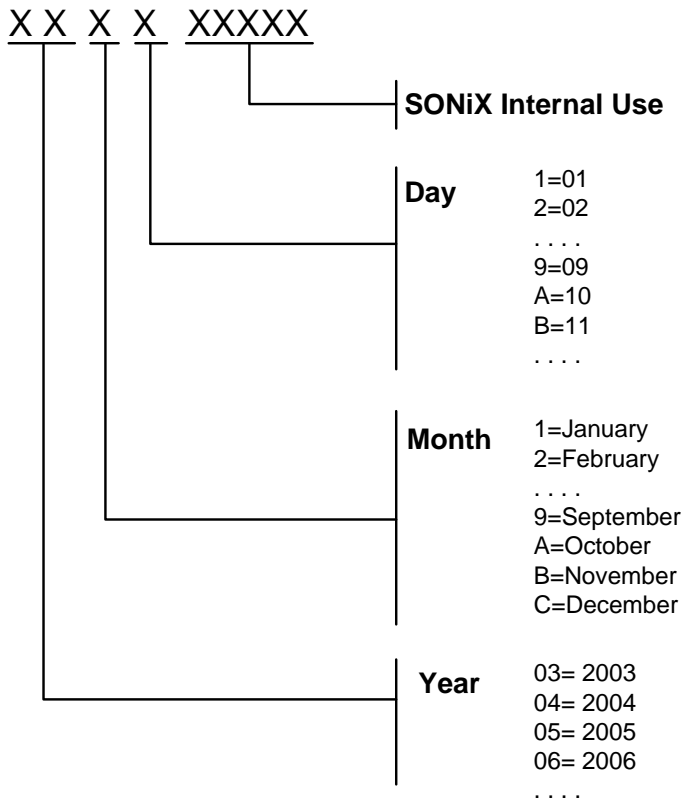 XX X X XXXXX
SONiX Internal Use
Day
1=01
2=02
. . . .
9=09
A=10
B=11
. . . .
Month
1=January
2=February
. . . .
9=September
A=October
B=November
C=December
Year
03= 2003
04= 2004
05= 2005
06= 2006
. . . .